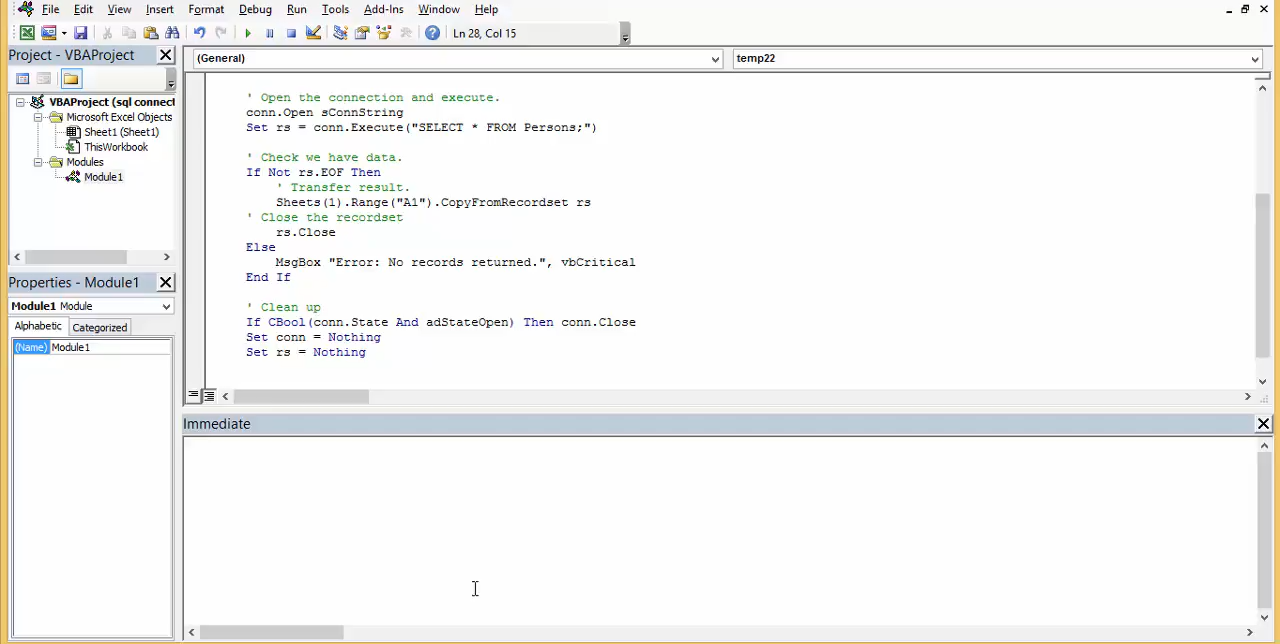 File Edit View Insert Format Debug Run Tools Add-Ins Window Help
Ln 28, Col 15
Project - VBAProject
(General)
temp22
VBAProject (sql connect
Microsoft Excel Objects
Sheet1 (Sheet1)
ThisWorkbook
Modules
Module1
Properties - Module1
Module1 Module
Alphabetic Categorized
(Name) Module1
' Open the connection and execute.
conn.Open sConnString
Set rs = conn.Execute("SELECT * FROM Persons;")
' Check we have data.
If Not rs.EOF Then
' Transfer result.
Sheets(1).Range("A1").CopyFromRecordset rs
' Close the recordset
rs.Close
Else
MsgBox "Error: No records returned.", vbCritical
End If
' Clean up
If CBool(conn.State And adStateOpen) Then conn.Close
Set conn = Nothing
Set rs = Nothing
Immediate